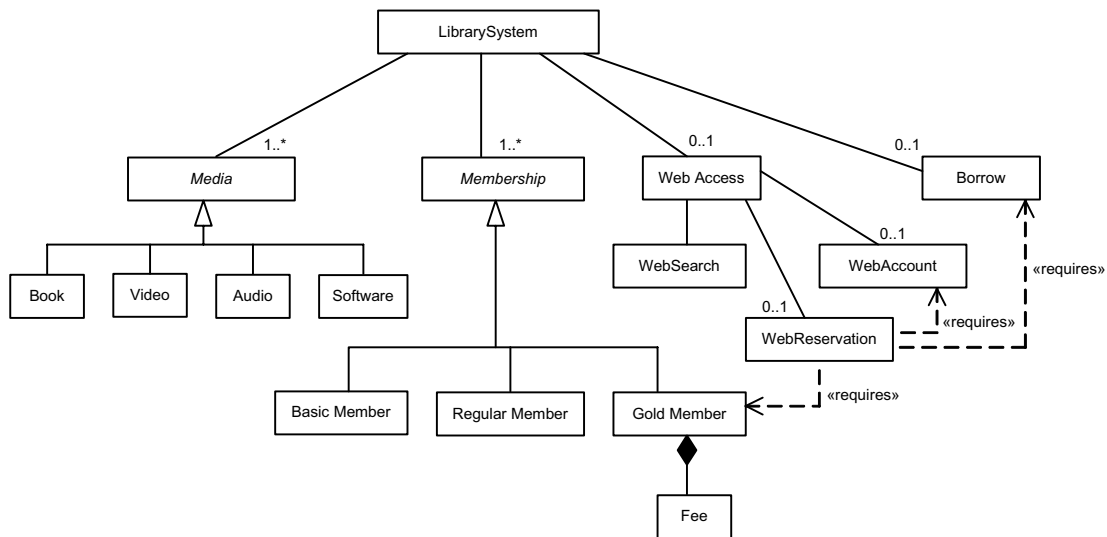 LibrarySystem
1..*
1..*
0..1
0..1
Media
Membership
Web Access
Borrow
0..1
WebSearch
WebAccount
«requires»
Book
Video
Audio
Software
0..1
WebReservation
«requires»
«requires»
Basic Member
Regular Member
Gold Member
Fee